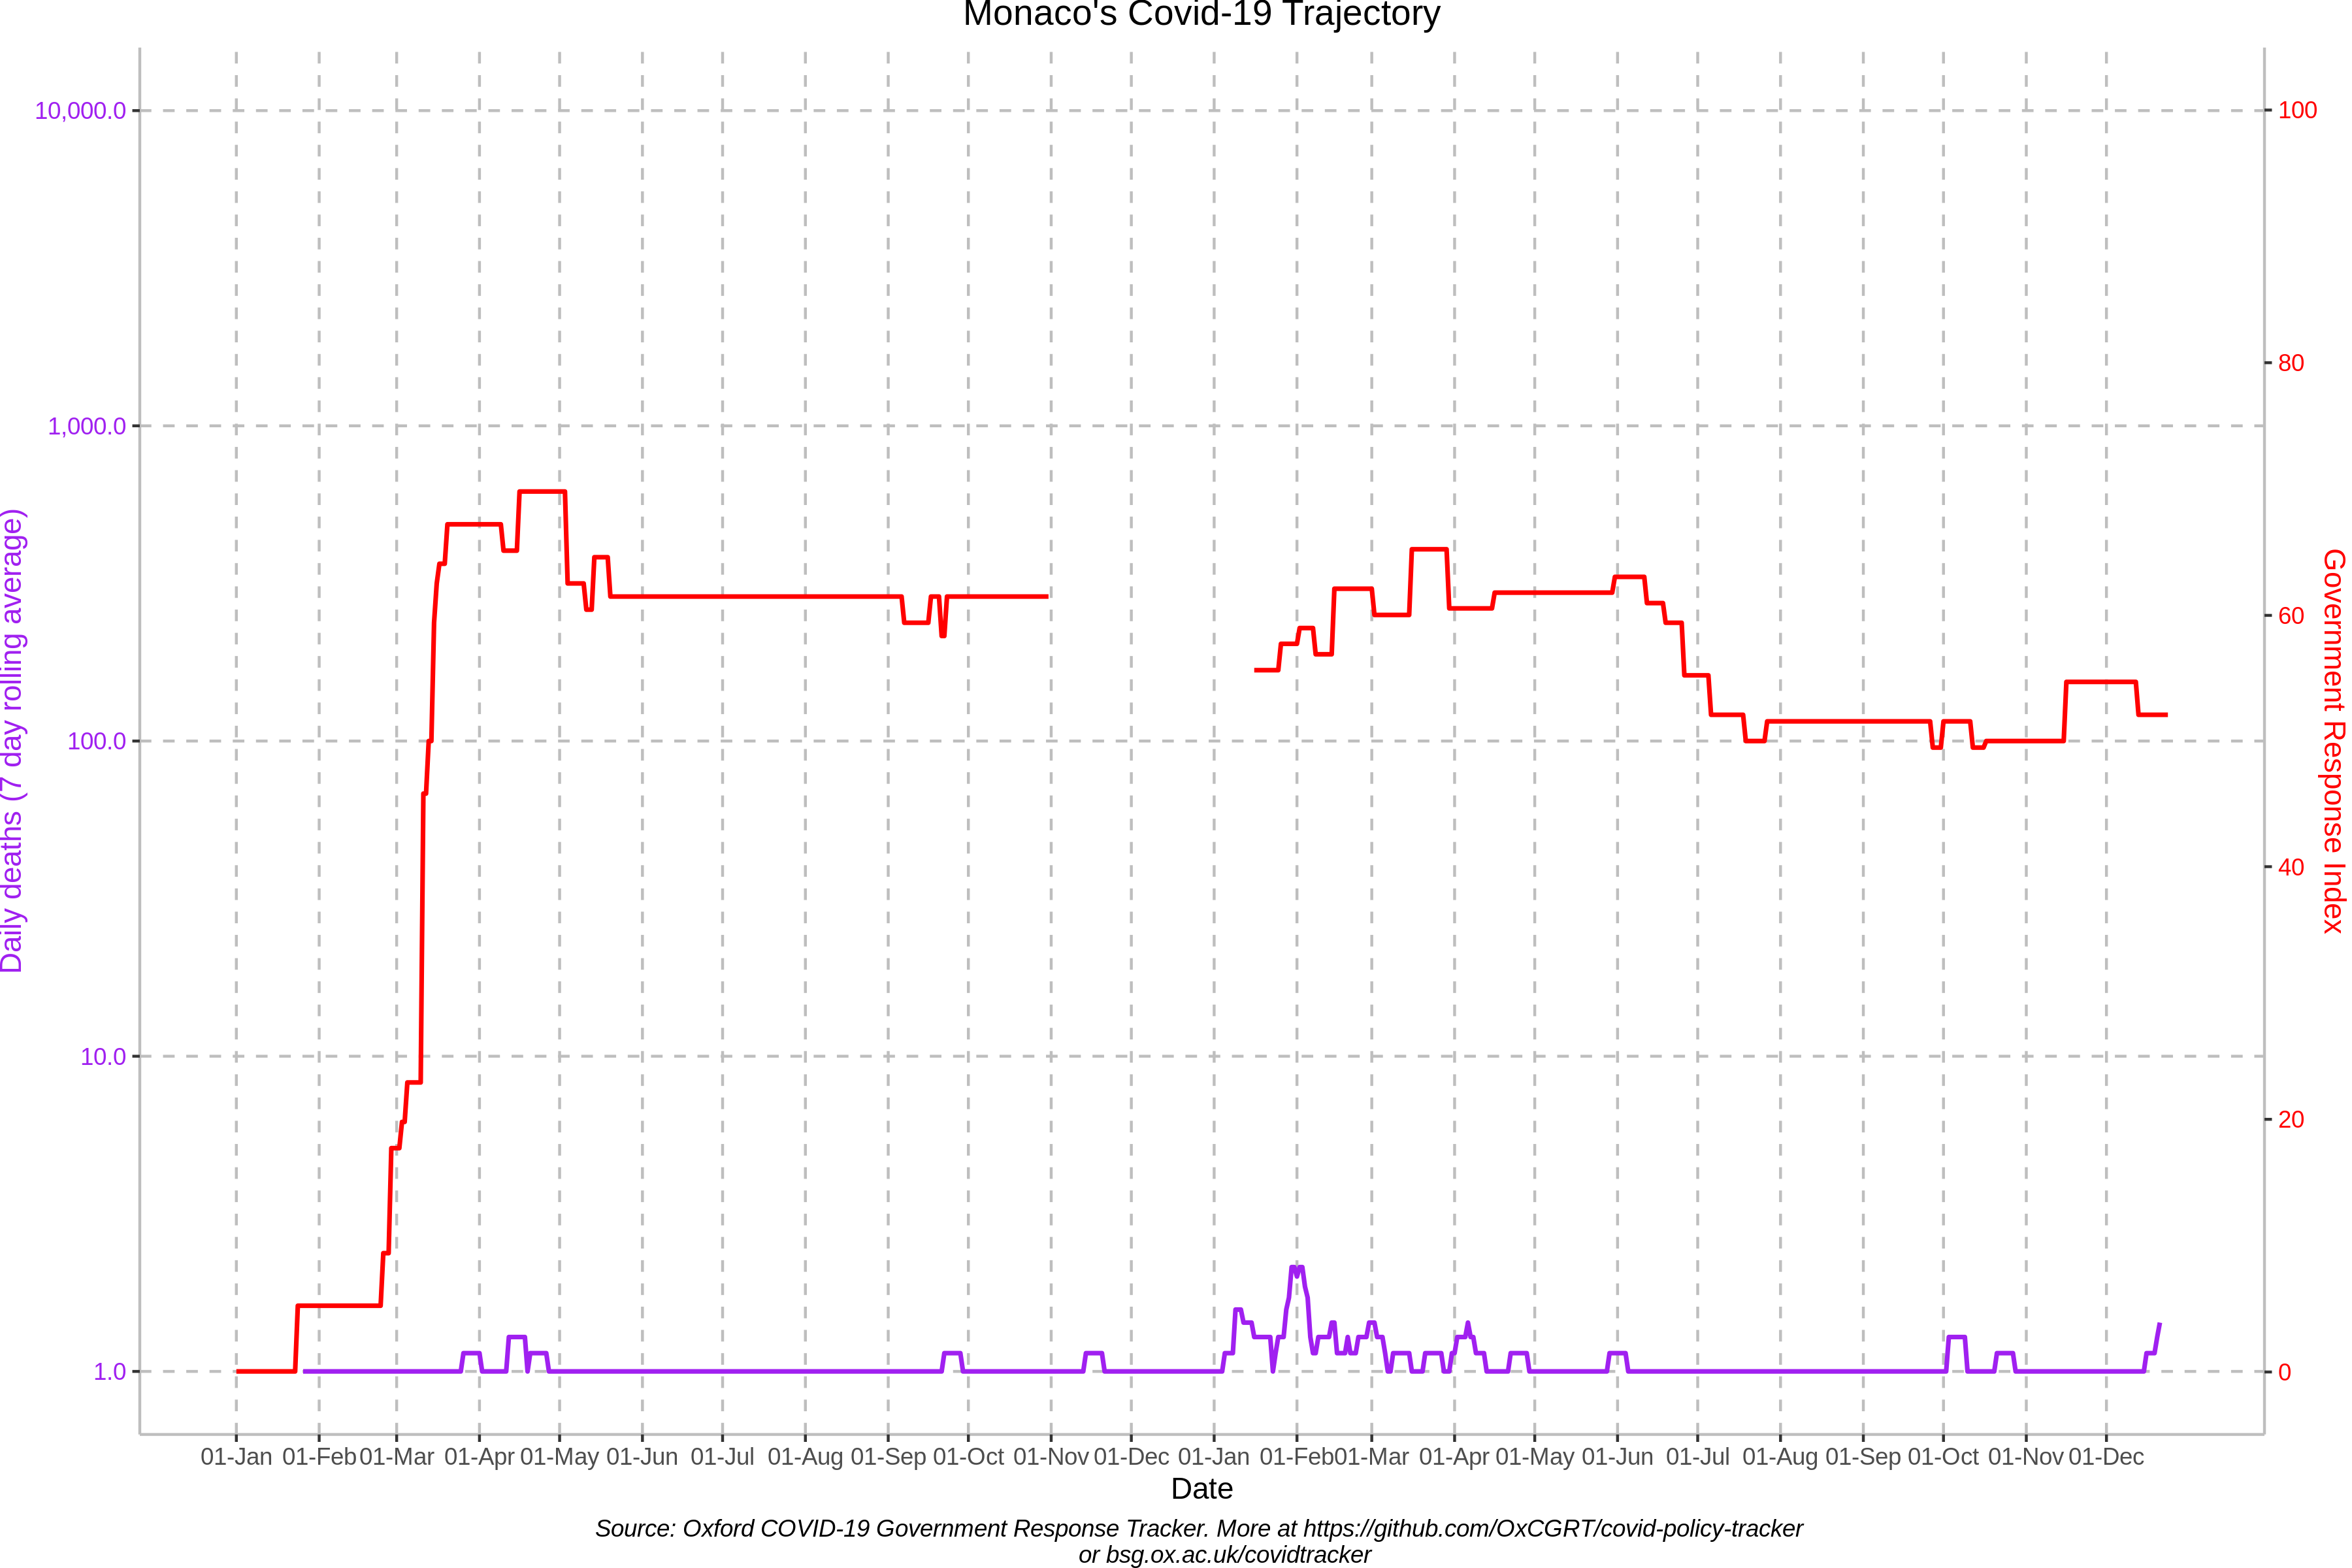 Monaco's Covid-19 Trajectory
10,000.0
1,000.0
100.0
10.0
1.0
Daily deaths (7 day rolling average)
100
80
60
40
20
0
Government Response Index
01-Jan 01-Feb 01-Mar 01-Apr 01-May 01-Jun 01-Jul 01-Aug 01-Sep 01-Oct 01-Nov 01-Dec 01-Jan 01-Feb 01-Mar 01-Apr 01-May 01-Jun 01-Jul 01-Aug 01-Sep 01-Oct 01-Nov 01-Dec
Date
Source: Oxford COVID-19 Government Response Tracker. More at https://github.com/OxCGRT/covid-policy-tracker
or bsg.ox.ac.uk/covidtracker